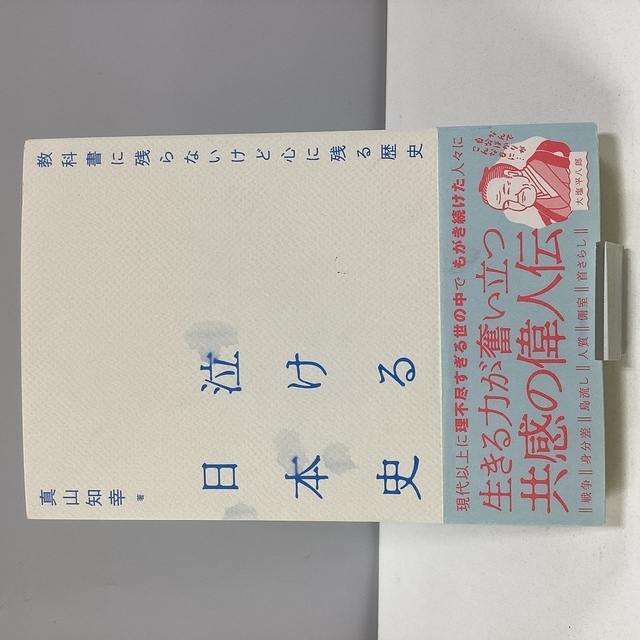 教科書に残らないけど心に残る歴史
泣ける
日本史
真山知幸 著
現代以上に理不尽すぎる世の中でもがき続けた人々に
生きる力が奮い立つ
共感の偉人伝
||戦争||身分差||島流し||人質||側室||首さらし||
大塩平八郎